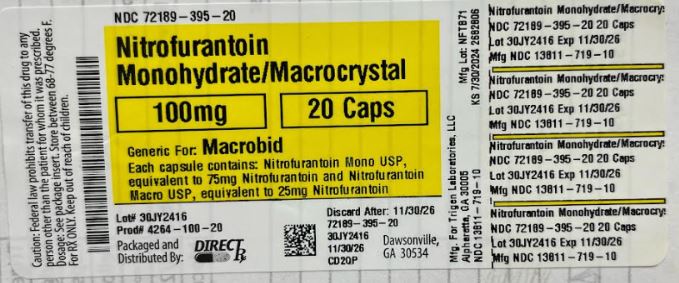 NDC 72189-395-20
Nitrofurantoin
Monohydrate/Macrocrystal
100mg
20 Caps
Generic For: Macrobid
Each capsule contains: Nitrofurantoin Mono USP,
equivalent to 75mg Nitrofurantoin and Nitrofurantoin
Macro USP, equivalent to 25mg Nitrofurantoin
Lot# 30JY2416
Prod# 4264-100-20
Packaged and
Distributed By:
DIRECT Rx
Discard After: 11/30/26
72189-395-20
30JY2416
11/30/26
CD2QP
Dawsonville,
GA 30534
Caution: Federal law prohibits transfer of this drug to any
person other than the patient for whom it was prescribed.
Dosage: See package insert. Store between 68-77 degrees F.
For RX ONLY. Keep out of reach of children.
Mfg. For Trigen Laboratories, LLC
Alpharetta, GA 30005
NDC 13811-719-10
Mfg Lot: NFTB71
KS 7/30/2024 2682806
Nitrofurantoin Monohydrate/Macrocry:
NDC 72189-395-20 20 Caps
Lot 30JY2416 Exp 11/30/26
Mfg NDC 13811-719-10
Nitrofurantoin Monohydrate/Macrocry:
NDC 72189-395-20 20 Caps
Lot 30JY2416 Exp 11/30/26
Mfg NDC 13811-719-10
Nitrofurantoin Monohydrate/Macrocry:
NDC 72189-395-20 20 Caps
Lot 30JY2416 Exp 11/30/26
Mfg NDC 13811-719-10
Nitrofurantoin Monohydrate/Macrocry:
NDC 72189-395-20 20 Caps
Lot 30JY2416 Exp 11/30/26
Mfg NDC 13811-719-10